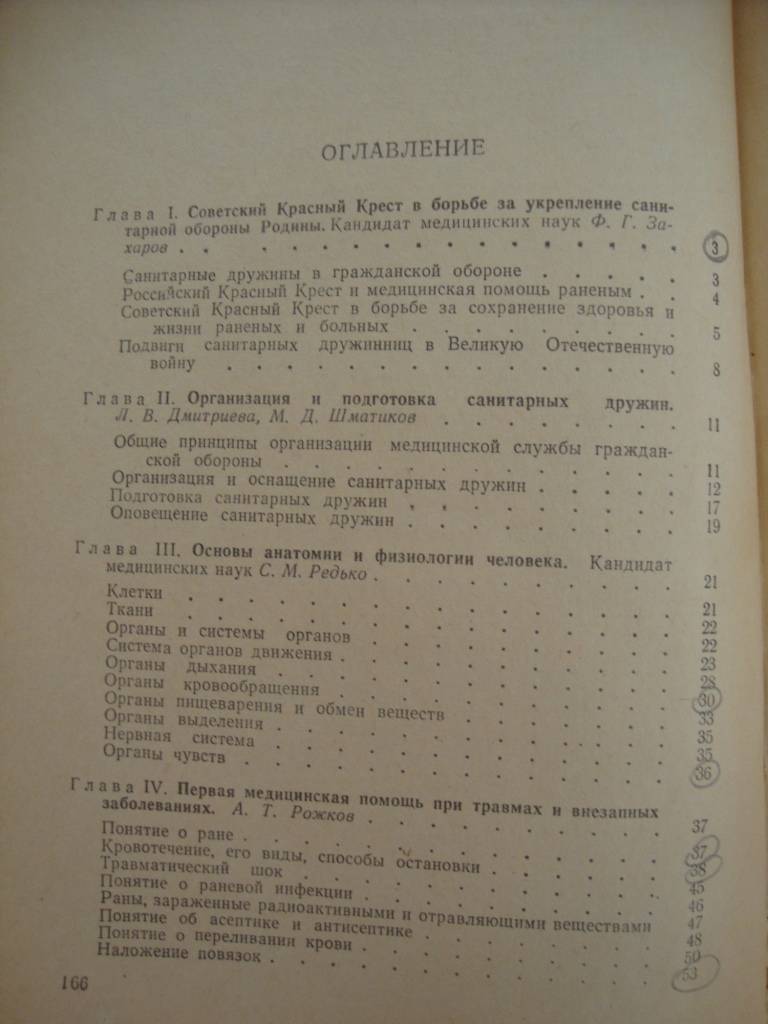 ОГЛАВЛЕНИЕ
Глава I. Советский Красный Крест в борьбе за укрепление сани-
тарной обороны Родины. Кандидат медицинских наук Ф. Г. За-
харов . . . . . . . . . . . . . . . . 3
Санитарные дружины в гражданской обороне . . . . . 3
Российский Красный Крест и медицинская помощь раненым . . 4
Советский Красный Крест в борьбе за сохранение здоровья и
жизни раненых и больных . . . . . . . . . . 5
Подвиги санитарных дружинниц в Великую Отечественную
войну . . . . . . . . . . . . . . . . 8
Глава II. Организация и подготовка санитарных дружин.
Л. В. Дмитриева, М. Д. Шматиков . . . . . . . . . 11
Общие принципы организации медицинской службы граждан-
ской обороны . . . . . . . . . . . . . . 11
Организация и оснащение санитарных дружин . . . . . 12
Подготовка санитарных дружин . . . . . . . . . . 17
Оповещение санитарных дружин . . . . . . . . . . 19
Глава III. Основы анатомии и физиологии человека. Кандидат
медицинских наук С. М. Редько . . . . . . . . . . . 21
Клетки . . . . . . . . . . . . . . . . . 21
Ткани . . . . . . . . . . . . . . . . . 22
Органы и системы органов . . . . . . . . . . . 22
Система органов движения . . . . . . . . . . . 23
Органы дыхания . . . . . . . . . . . . . . 28
Органы кровообращения . . . . . . . . . . . . 30
Органы пищеварения и обмен веществ . . . . . . . . 33
Органы выделения . . . . . . . . . . . . . . 35
Нервная система . . . . . . . . . . . . . . 35
Органы чувств . . . . . . . . . . . . . . . 36
Глава IV. Первая медицинская помощь при травмах и внезапных
заболеваниях. А. Т. Рожков . . . . . . . . . . . . 37
Понятие о ране . . . . . . . . . . . . . . . 37
Кровотечение, его виды, способы остановки . . . . . . 38
Травматический шок . . . . . . . . . . . . . 45
Понятие о раневой инфекции . . . . . . . . . . . 46
Раны, зараженные радиоактивными и отравляющими веществами 47
Понятие об асептике и антисептике . . . . . . . . . 48
Понятие о переливании крови . . . . . . . . . . . 50
Наложение повязок . . . . . . . . . . . . . . 53
166